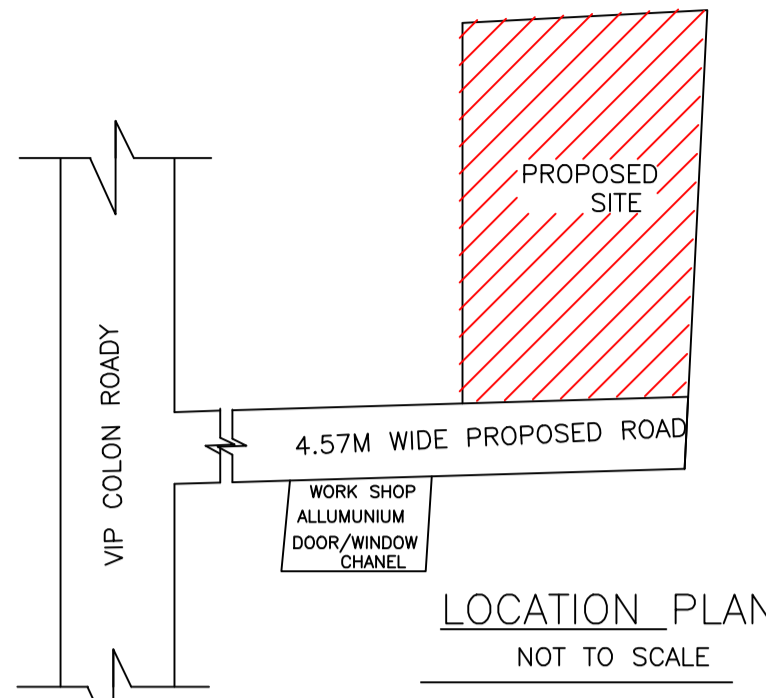 PROPOSED
SITE
VIP COLON ROADY
4.57M WIDE PROPOSED ROAD
WORK SHOP
ALLUMUNIUM
DOOR/WINDOW
CHANEL
LOCATION PLAN
NOT TO SCALE